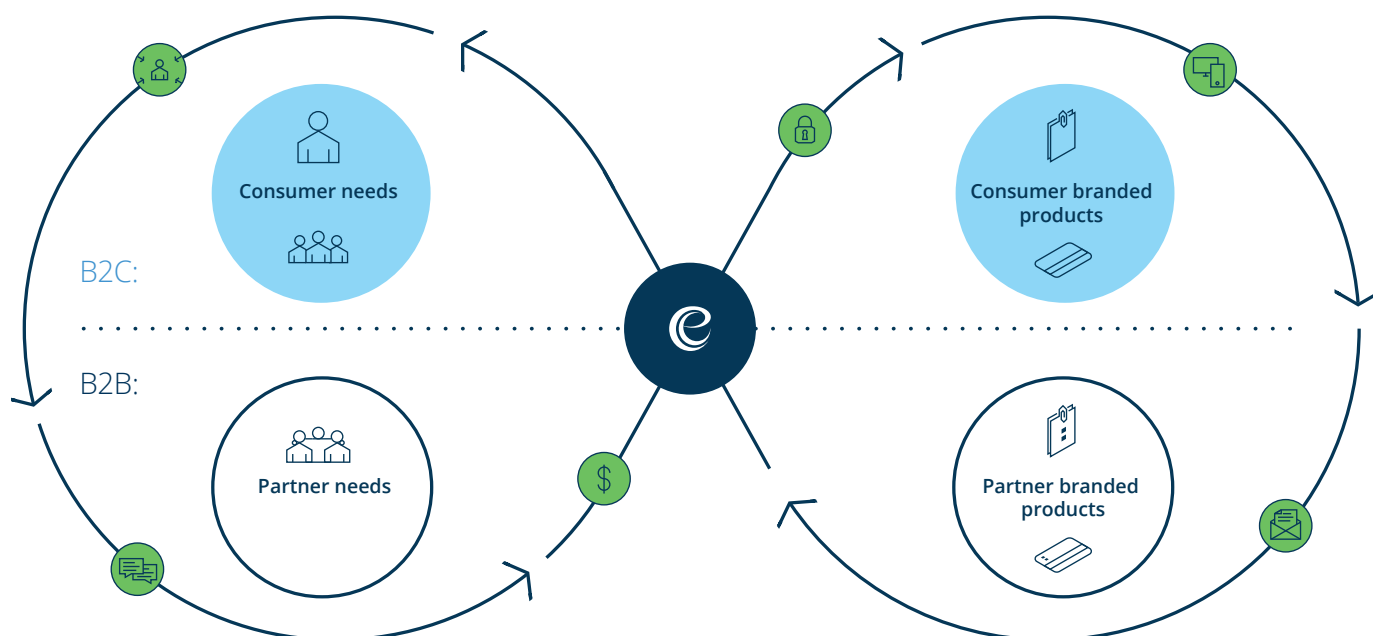 Consumer needs
Consumer branded
products
B2C:
B2B:
Partner needs
Partner branded
products